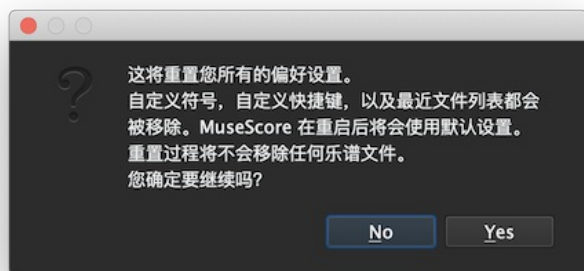 这将重置您所有的偏好设置。
自定义符号，自定义快捷键，以及最近文件列表都会
被移除。MuseScore 在重启后将会使用默认设置。
重置过程将不会移除任何乐谱文件。
您确定要继续吗?
No Yes